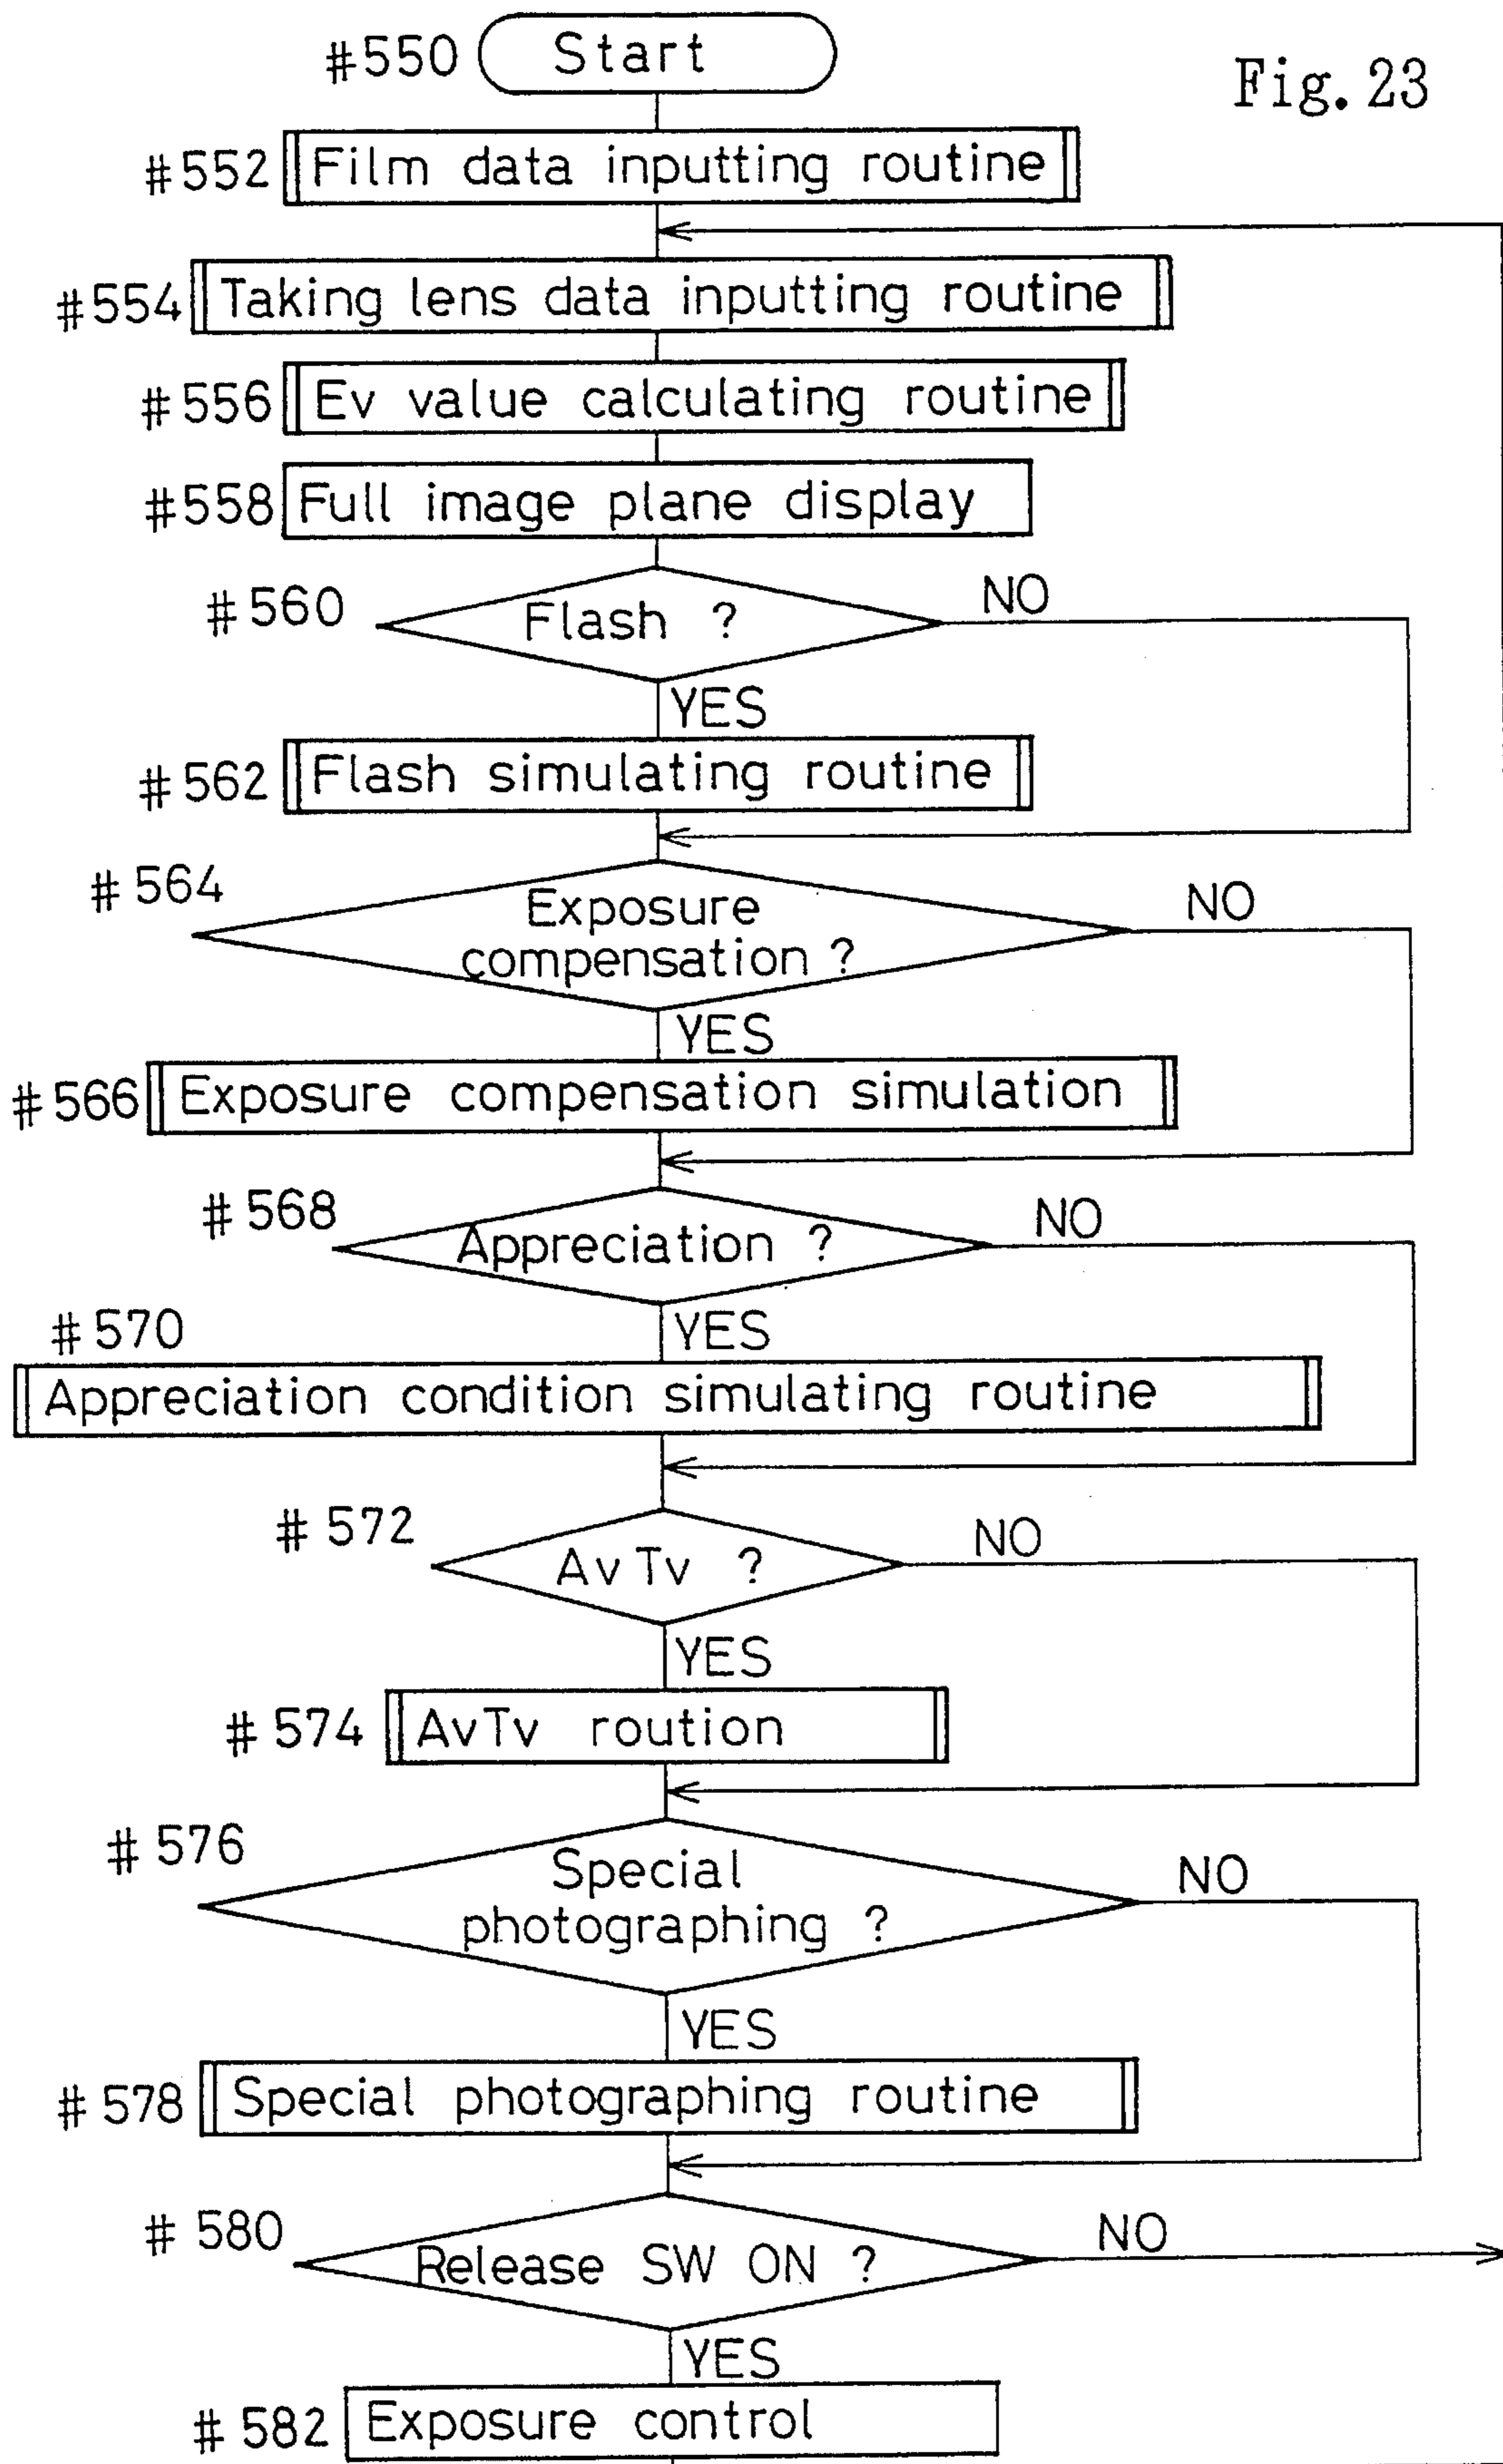 #550 Start
Fig. 23
#552 Film data inputting routine
#554 Taking lens data inputting routine
#556 Ev value calculating routine
#558 Full image plane display
#560 Flash ? NO
YES
#562 Flash simulating routine
#564 Exposure NO
compensation ?
YES
#566 Exposure compensation simulation
#568 Appreciation ? NO
YES
#570
Appreciation condition simulating routine
#572 AvTv ? NO
YES
#574 AvTv roution
#576 Special NO
photographing ?
YES
#578 Special photographing routine
#580 Release SW ON ? NO
YES
#582 Exposure control